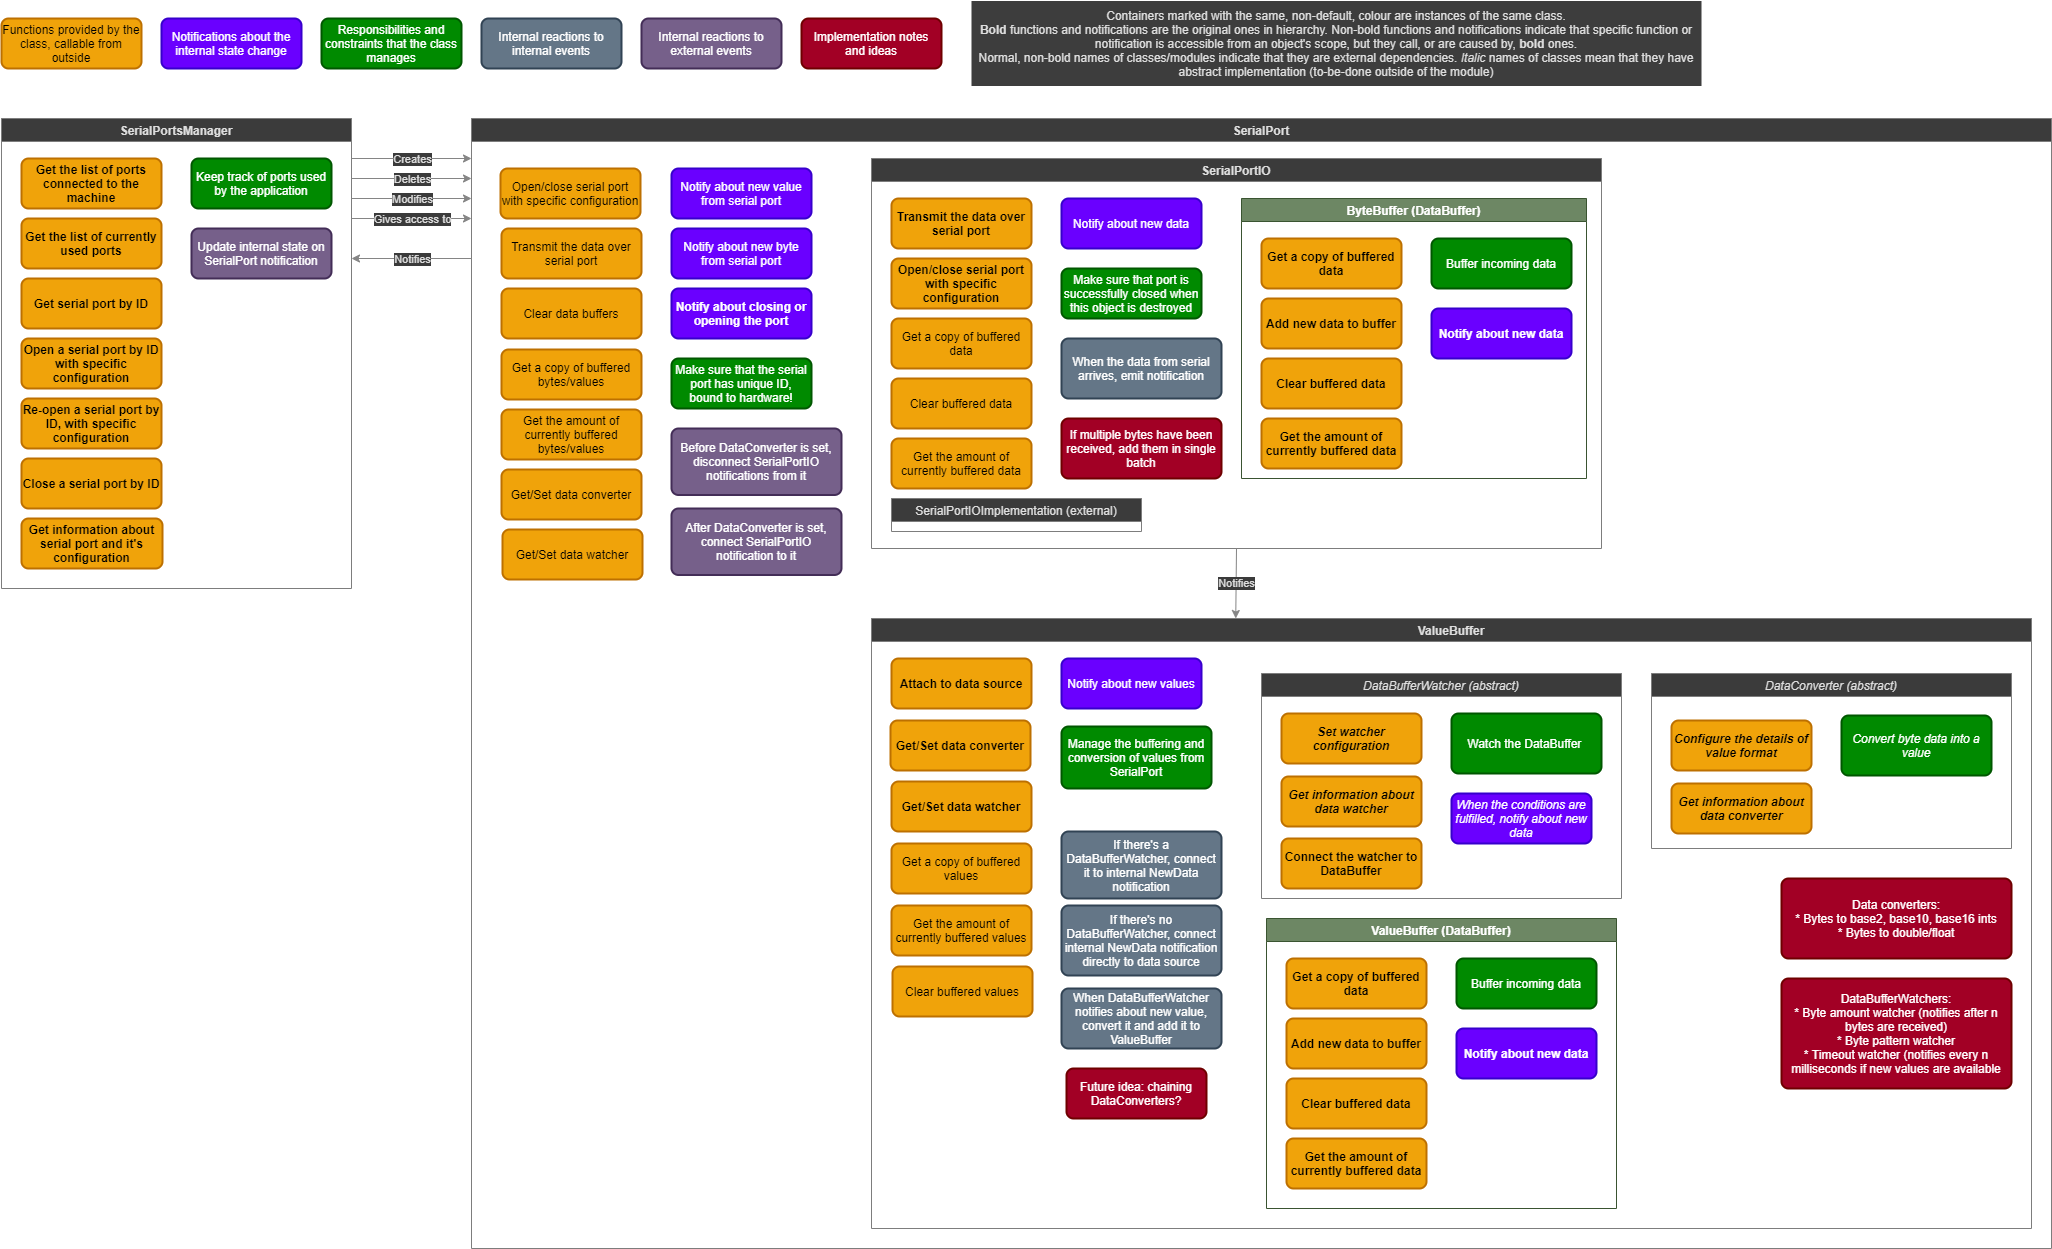 Functions provided by the
class, callable from
outside
Notifications about the
internal state change
Responsibilities and
constraints that the class
manages
Internal reactions to
internal events
Internal reactions to
external events
Implementation notes
and ideas
Containers marked with the same, non-default, colour are instances of the same class.
Bold functions and notifications are the original ones in hierarchy. Non-bold functions and notifications indicate that specific function or
notification is accessible from an object's scope, but they call, or are caused by, bold ones.
Normal, non-bold names of classes/modules indicate that they are external dependencies. Italic names of classes mean that they have
abstract implementation (to-be-done outside of the module)
SerialPortsManager
Get the list of ports
connected to the
machine
Get the list of currently
used ports
Get serial port by ID
Open a serial port by ID
with specific
configuration
Re-open a serial port by
ID, with specific
configuration
Close a serial port by ID
Get information about
serial port and it's
configuration
Keep track of ports used
by the application
Update internal state on
SerialPort notification
Creates
Deletes
Modifies
Gives access to
Notifies
SerialPort
Open/close serial port
with specific configuration
Transmit the data over
serial port
Clear data buffers
Get a copy of buffered
bytes/values
Get the amount of
currently buffered
bytes/values
Get/Set data converter
Get/Set data watcher
Notify about new value
from serial port
Notify about new byte
from serial port
Notify about closing or
opening the port
Make sure that the serial
port has unique ID,
bound to hardware!
Before DataConverter is set,
disconnect SerialPortIO
notifications from it
After DataConverter is set,
connect SerialPortIO
notification to it
SerialPortIO
Transmit the data over
serial port
Open/close serial port
with specific
configuration
Get a copy of buffered
data
Clear buffered data
Get the amount of
currently buffered data
Notify about new data
Make sure that port is
successfully closed when
this object is destroyed
When the data from serial
arrives, emit notification
If multiple bytes have been
received, add them in single
batch
SerialPortIOImplementation (external)
ByteBuffer (DataBuffer)
Get a copy of buffered
data
Add new data to buffer
Clear buffered data
Get the amount of
currently buffered data
Buffer incoming data
Notify about new data
Notifies
ValueBuffer
Attach to data source
Get/Set data converter
Get/Set data watcher
Get a copy of buffered
values
Get the amount of
currently buffered values
Clear buffered values
Notify about new values
Manage the buffering and
conversion of values from
SerialPort
If there's a
DataBufferWatcher, connect
it to internal NewData
notification
If there's no
DataBufferWatcher, connect
internal NewData notification
directly to data source
When DataBufferWatcher
notifies about new value,
convert it and add it to
ValueBuffer
Future idea: chaining
DataConverters?
DataBufferWatcher (abstract)
Set watcher
configuration
Get information about
data watcher
Connect the watcher to
DataBuffer
Watch the DataBuffer
When the conditions are
fulfilled, notify about new
data
ValueBuffer (DataBuffer)
Get a copy of buffered
data
Add new data to buffer
Clear buffered data
Get the amount of
currently buffered data
Buffer incoming data
Notify about new data
DataConverter (abstract)
Configure the details of
value format
Get information about
data converter
Convert byte data into a
value
Data converters:
* Bytes to base2, base10, base16 ints
* Bytes to double/float
DataBufferWatchers:
* Byte amount watcher (notifies after n
bytes are received)
* Byte pattern watcher
* Timeout watcher (notifies every n
milliseconds if new values are available